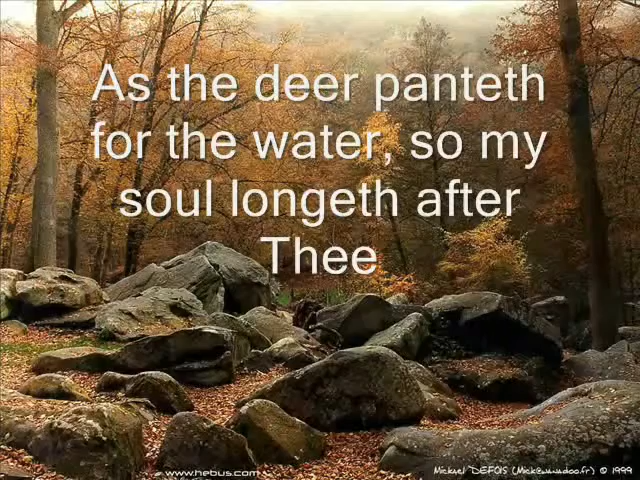 As the deer panteth
for the water, so my
soul longeth after
Thee
www.hebus.com
Mickael DEFOIS (Mick@wanadoo.fr) © 1999